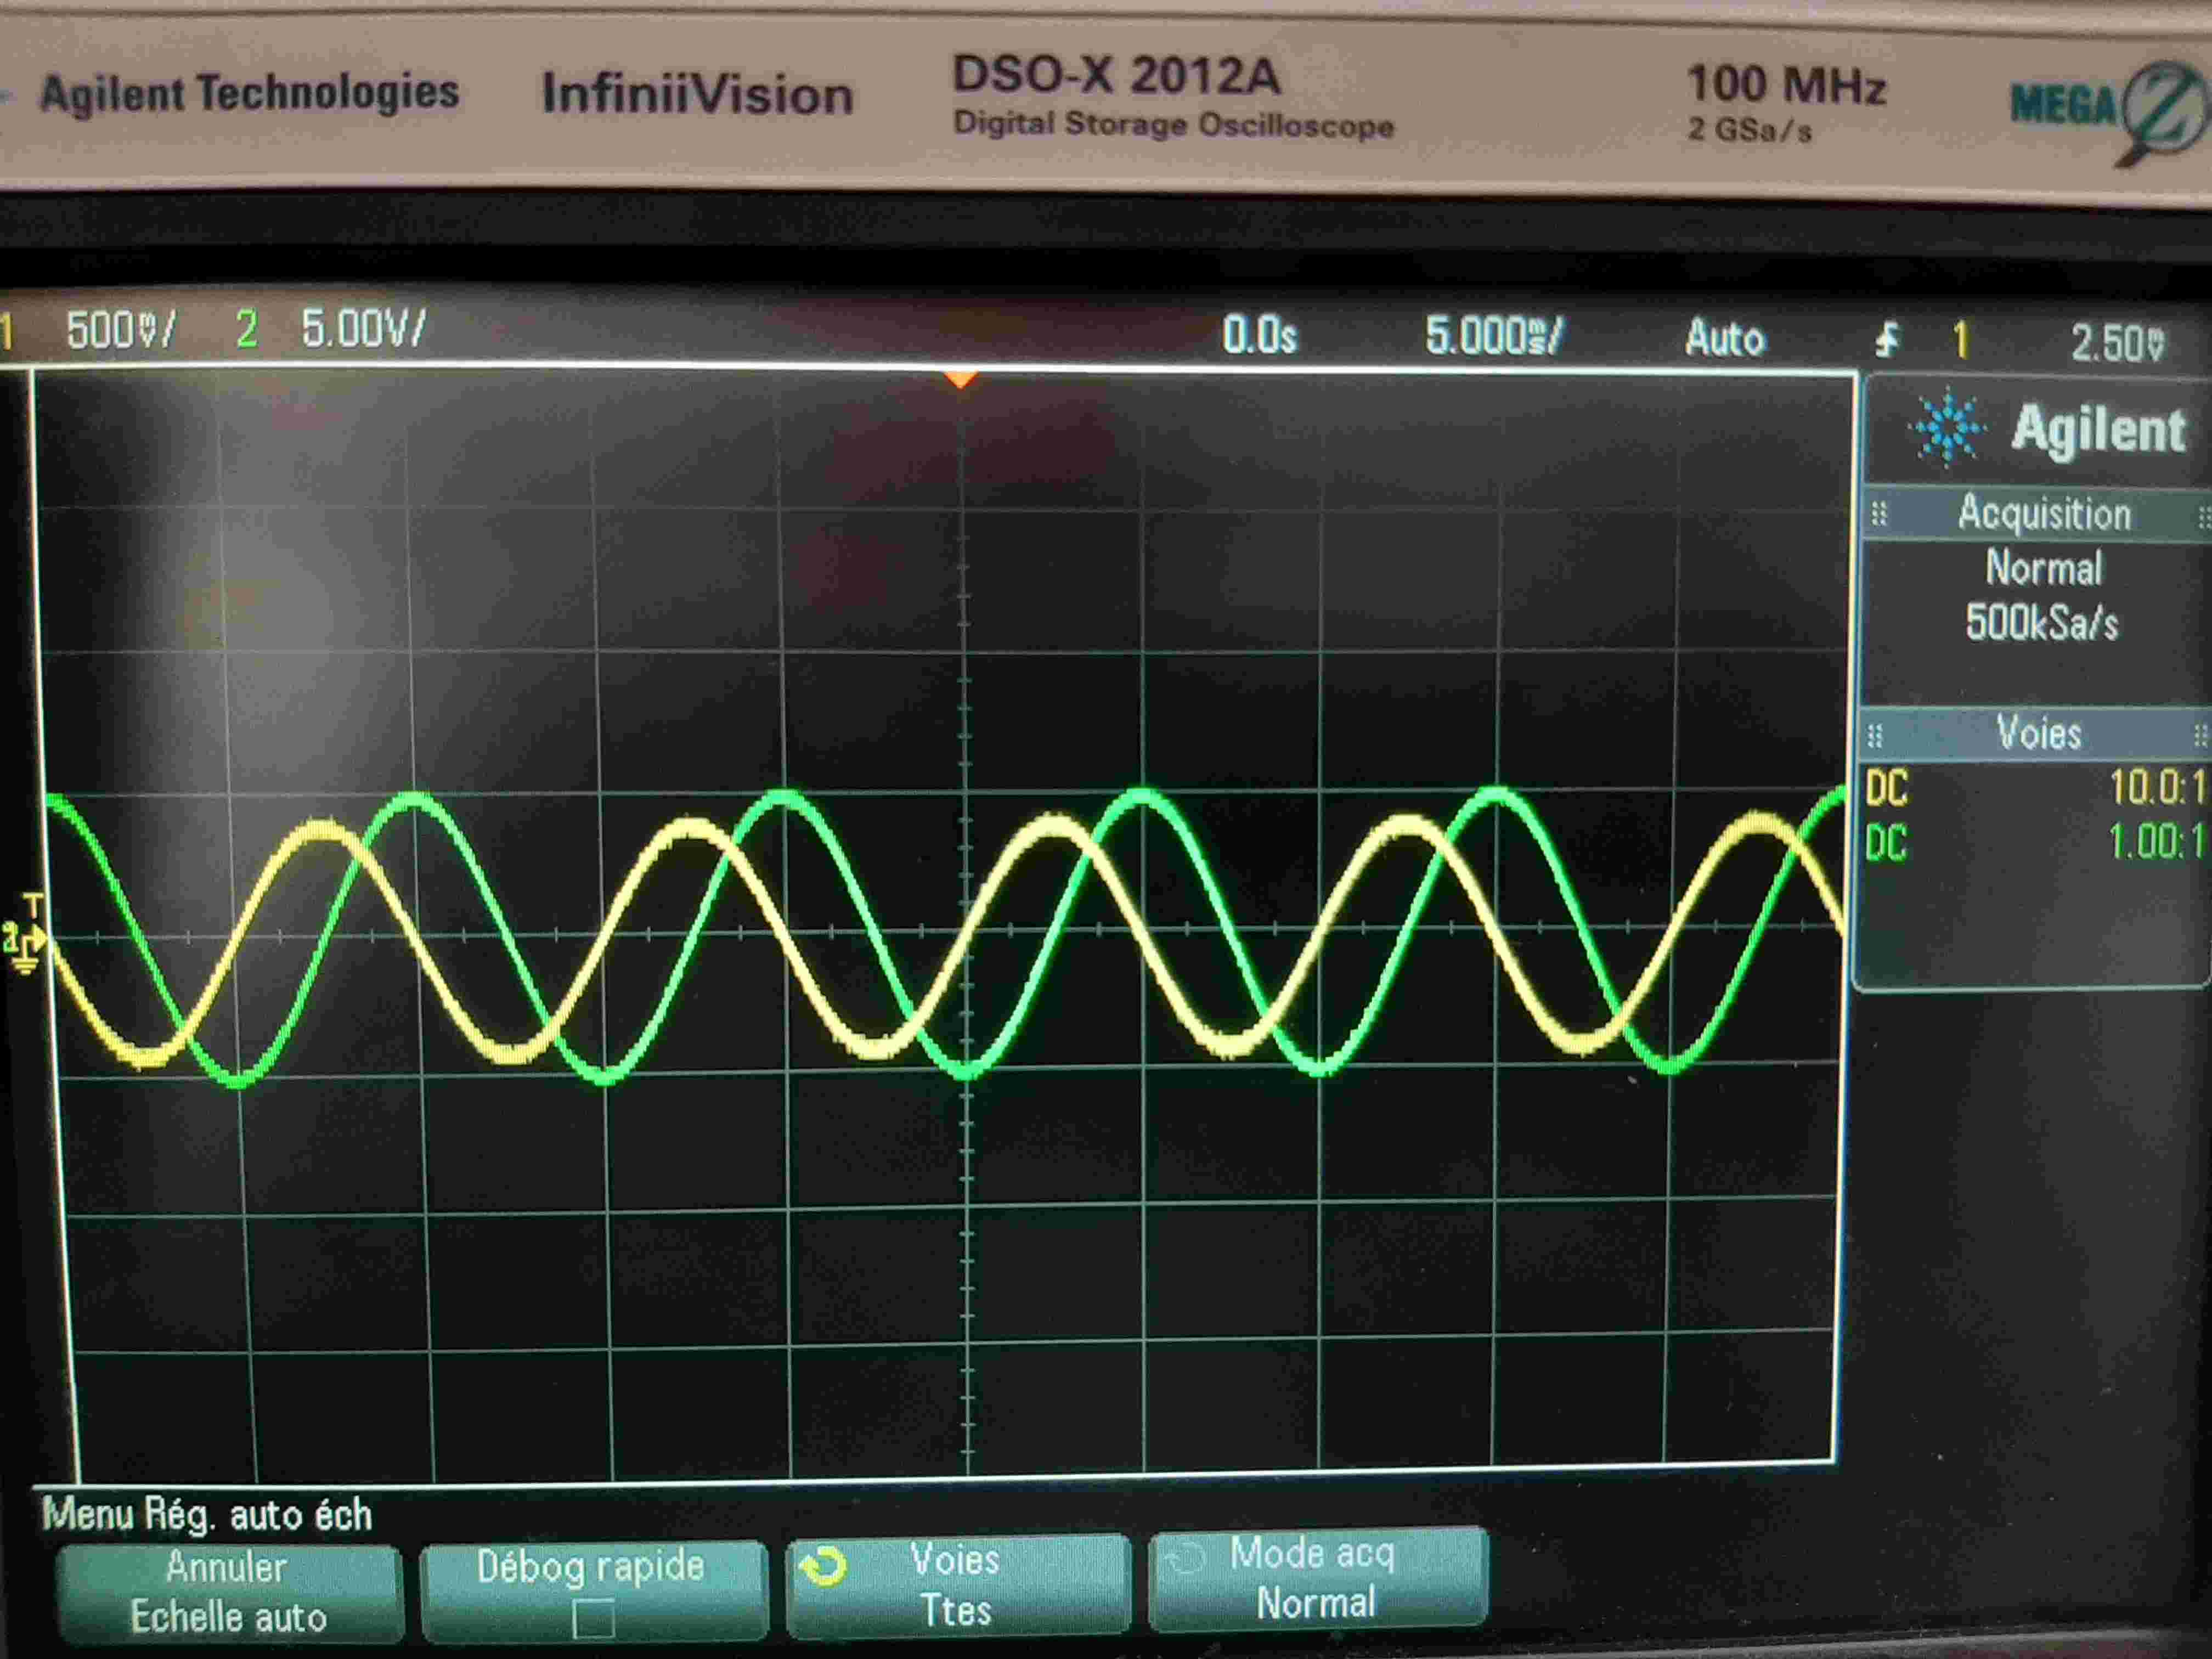 Agilent Technologies InfiniiVision DSO-X 2012A 100 MHz MEGA Z
Digital Storage Oscilloscope 2 GSa/s
1 500mV/ 2 5.00V/ 0.0s 5.000ms/ Auto 1 2.50mV
Agilent
Acquisition
Normal
500kSa/s
Voies
DC 10.0:1
DC 1.00:1
T
Menu Rég. auto éch
Annuler
Echelle auto
Débog rapide
Voies
Ttes
Mode acq
Normal